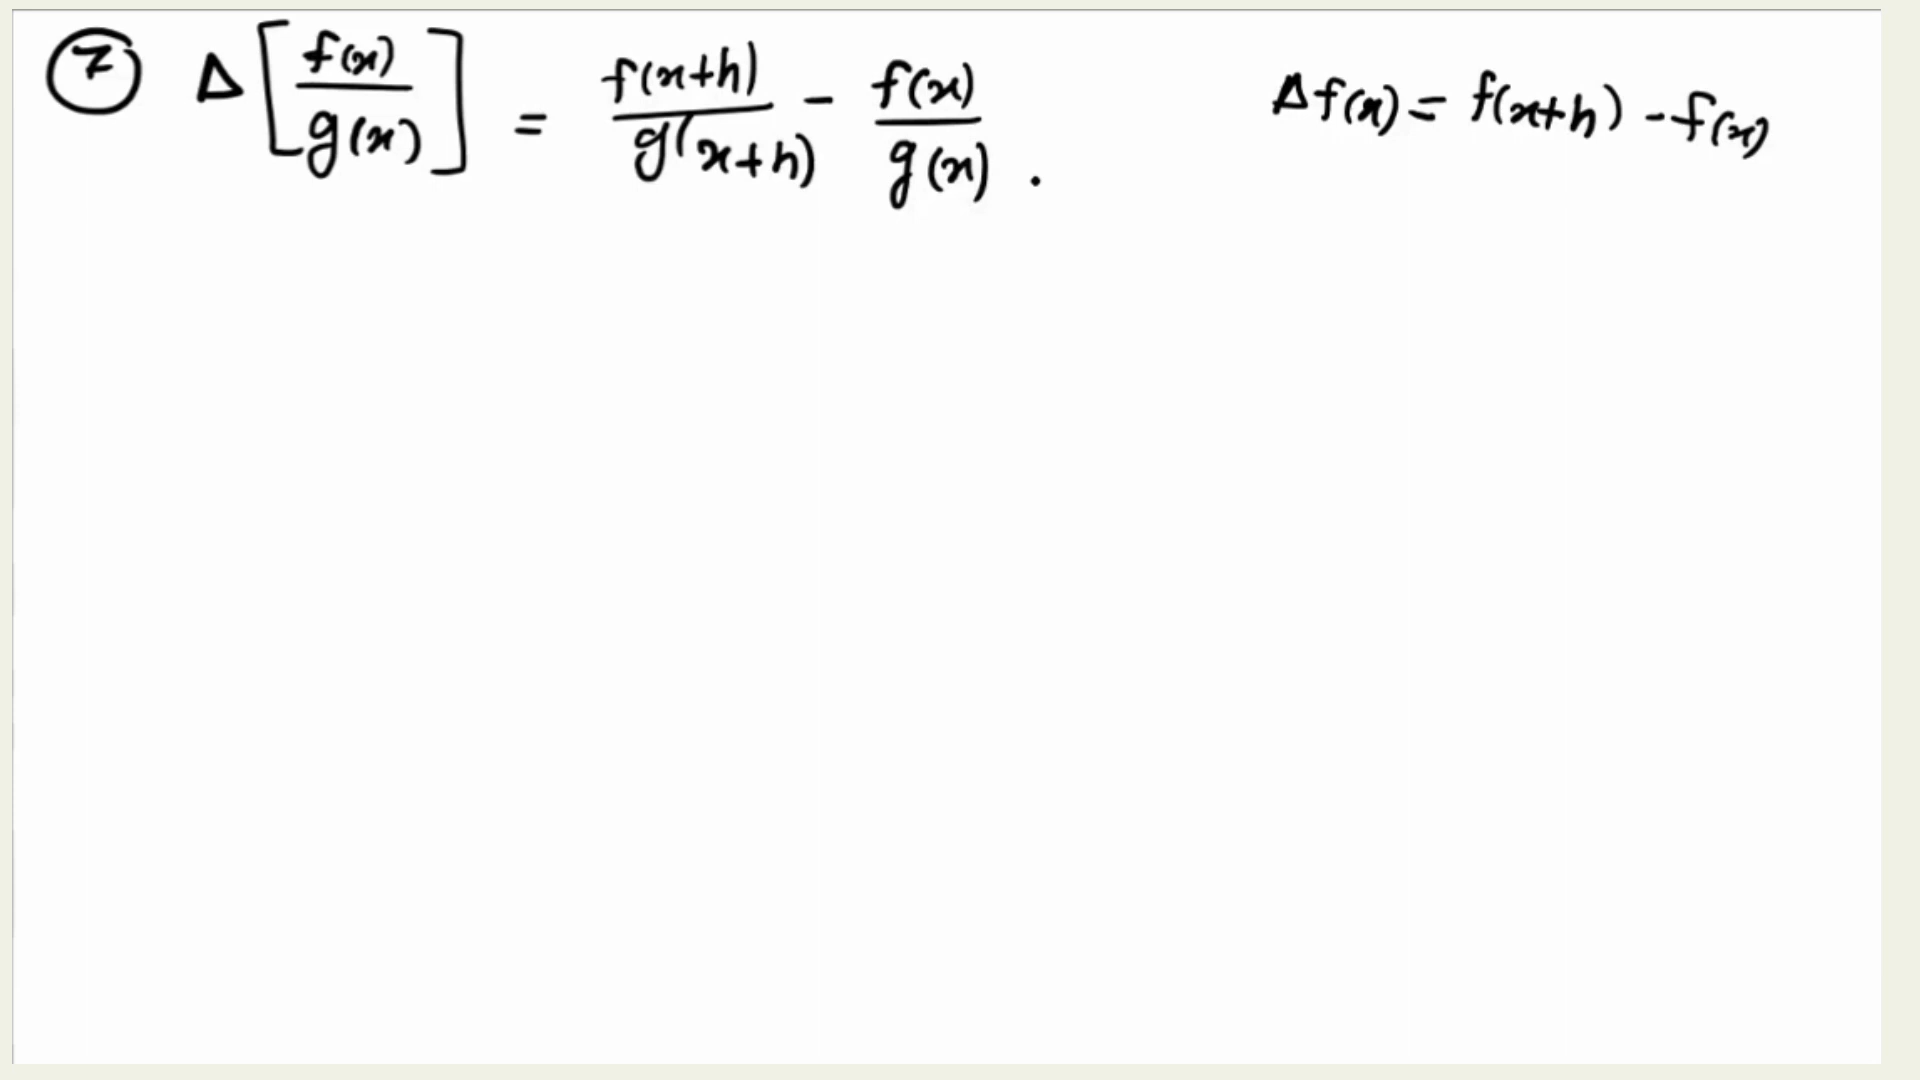 ⑦ Δ[f(x)/g(x)] = f(x+h)/g(x+h) - f(x)/g(x) . Δf(x) = f(x+h) - f(x)